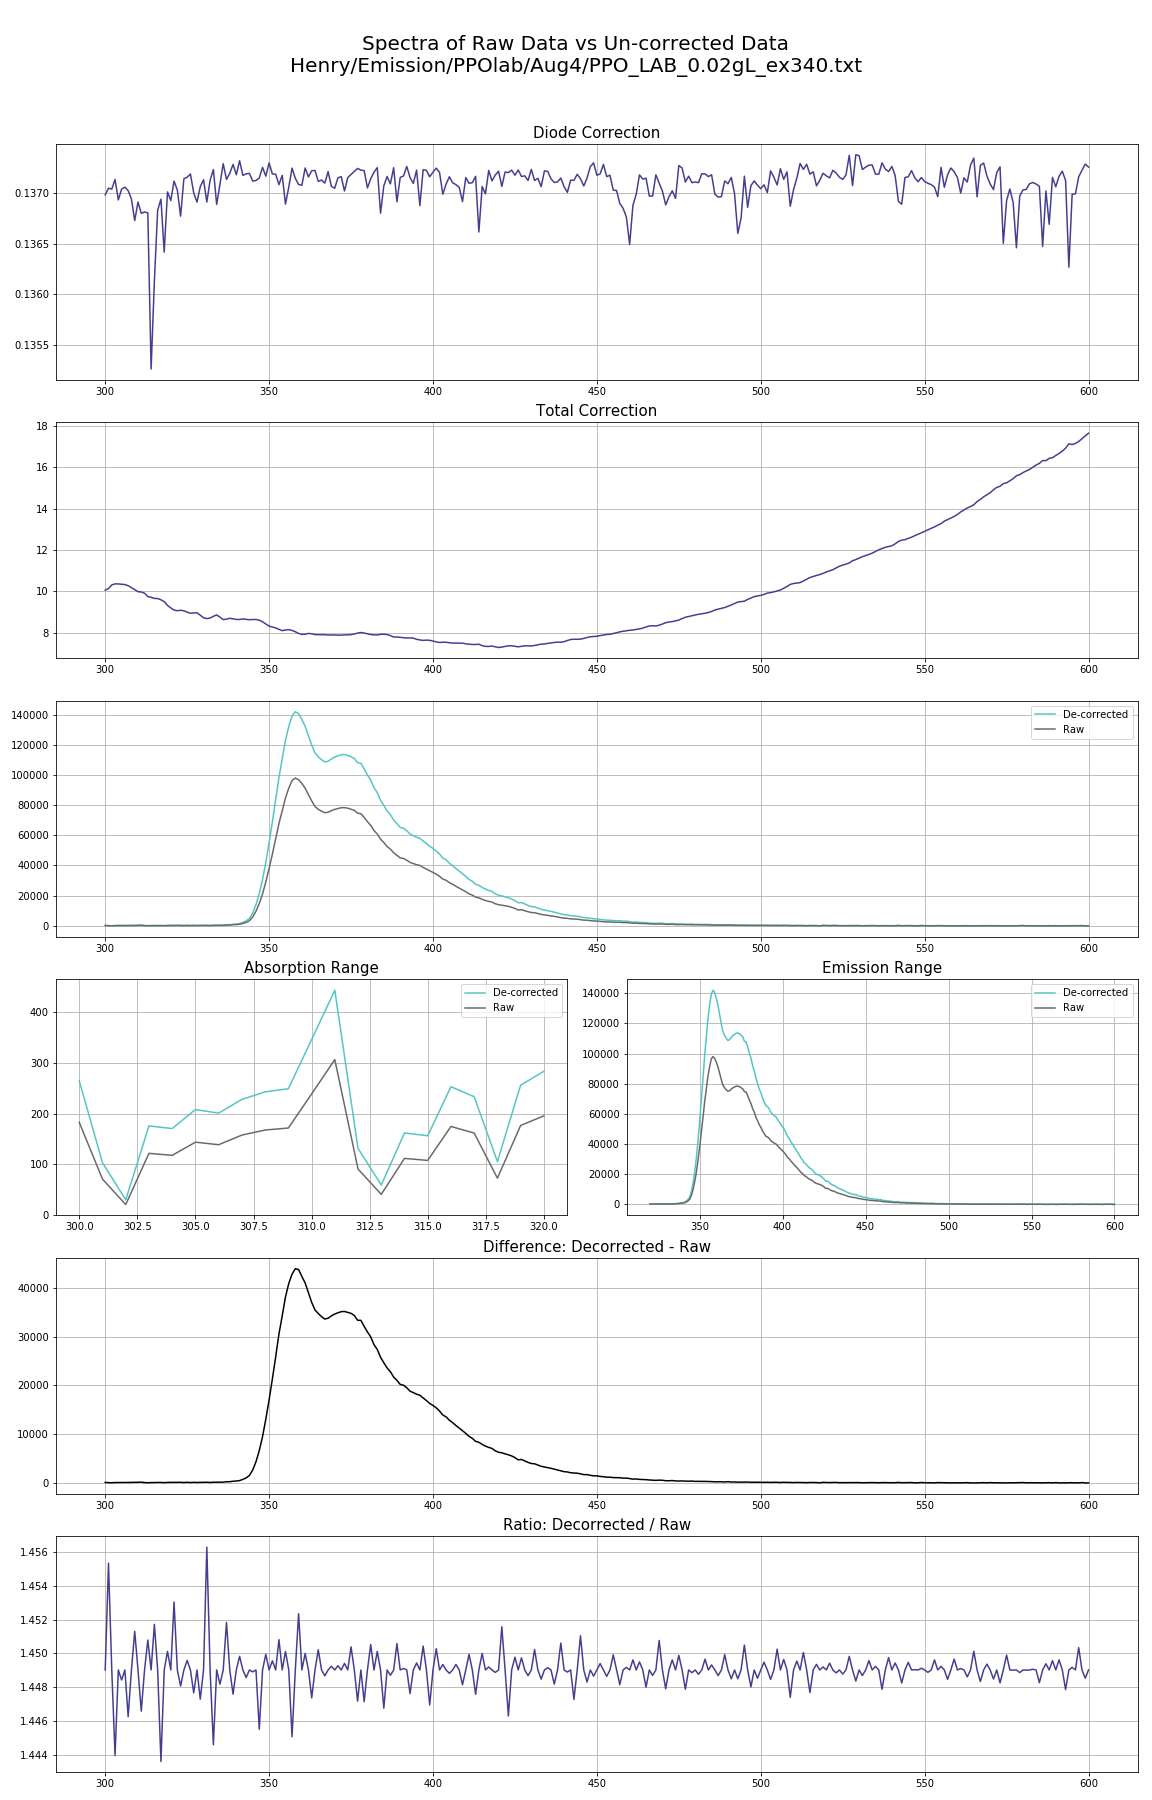 Spectra of Raw Data vs Un-corrected Data
Henry/Emission/PPOlab/Aug4/PPO_LAB_0.02gL_ex340.txt
Diode Correction
0.1370
0.1365
0.1360
0.1355
300 350 400 450 500 550 600
Total Correction
18
16
14
12
10
8
300 350 400 450 500 550 600
De-corrected
Raw
140000
120000
100000
80000
60000
40000
20000
0
300 350 400 450 500 550 600
Absorption Range
De-corrected
Raw
400
300
200
100
0
300.0 302.5 305.0 307.5 310.0 312.5 315.0 317.5 320.0
Emission Range
De-corrected
Raw
140000
120000
100000
80000
60000
40000
20000
0
350 400 450 500 550 600
Difference: Decorrected - Raw
40000
30000
20000
10000
0
300 350 400 450 500 550 600
Ratio: Decorrected / Raw
1.456
1.454
1.452
1.450
1.448
1.446
1.444
300 350 400 450 500 550 600